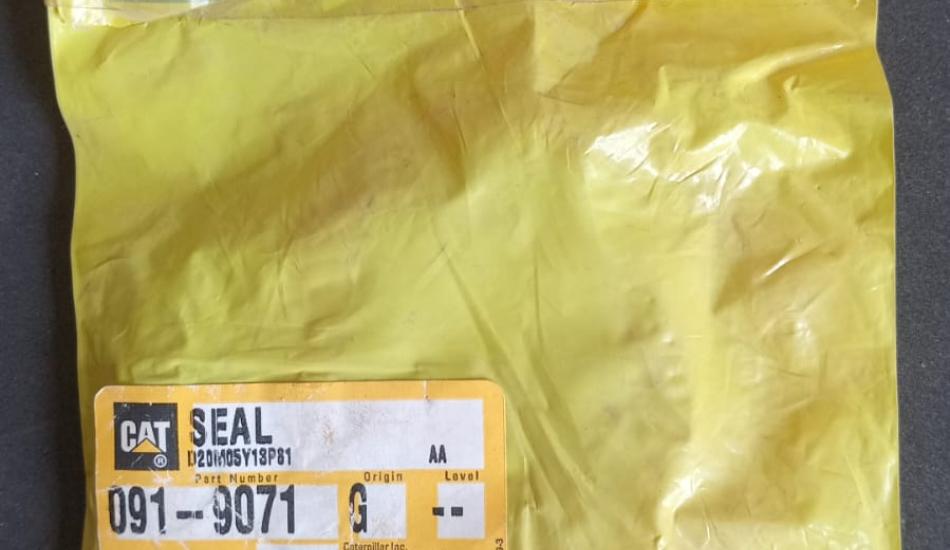 CAT SEAL
®
D20M05Y13P81 AA
Part Number Origin Level
091-9071 G --
Caterpillar Inc.